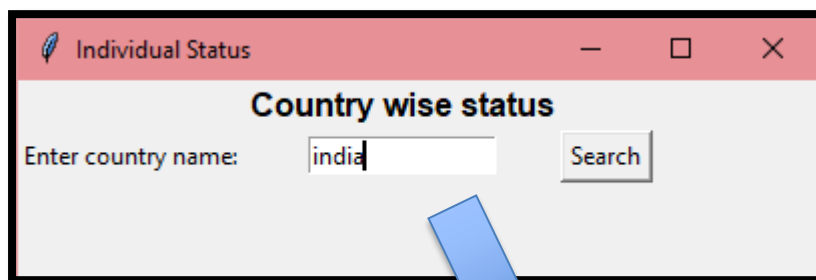 Individual Status
Country wise status
Enter country name: india Search